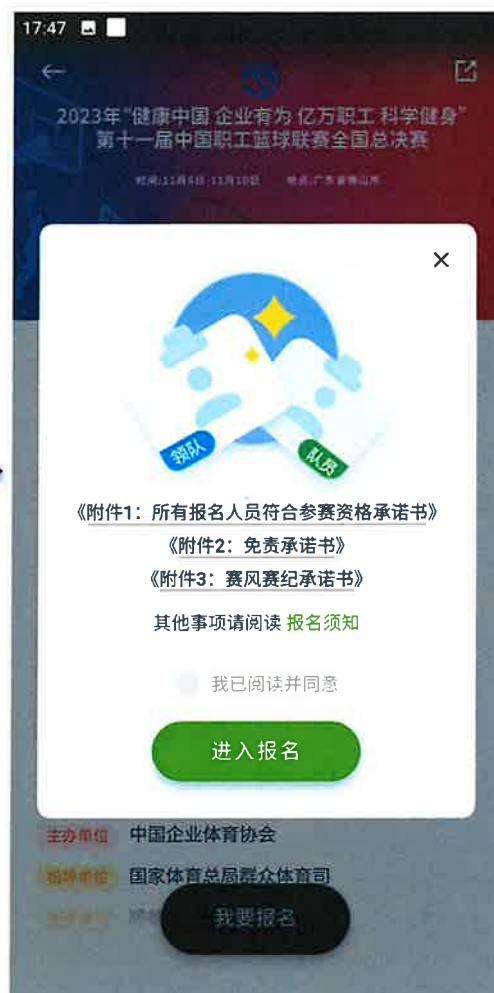 17:47
2023年“健康中国 企业有为 亿万职工 科学健身”
第十一届中国职工篮球联赛全国总决赛
时间:11月6日-11月10日 地点:广东省佛山市
领队
队员
《附件1：所有报名人员符合参赛资格承诺书》
《附件2：免责承诺书》
《附件3：赛风赛纪承诺书》
其他事项请阅读 报名须知
我已阅读并同意
进入报名
主办单位 中国企业体育协会
指导单位 国家体育总局群众体育司
我要报名